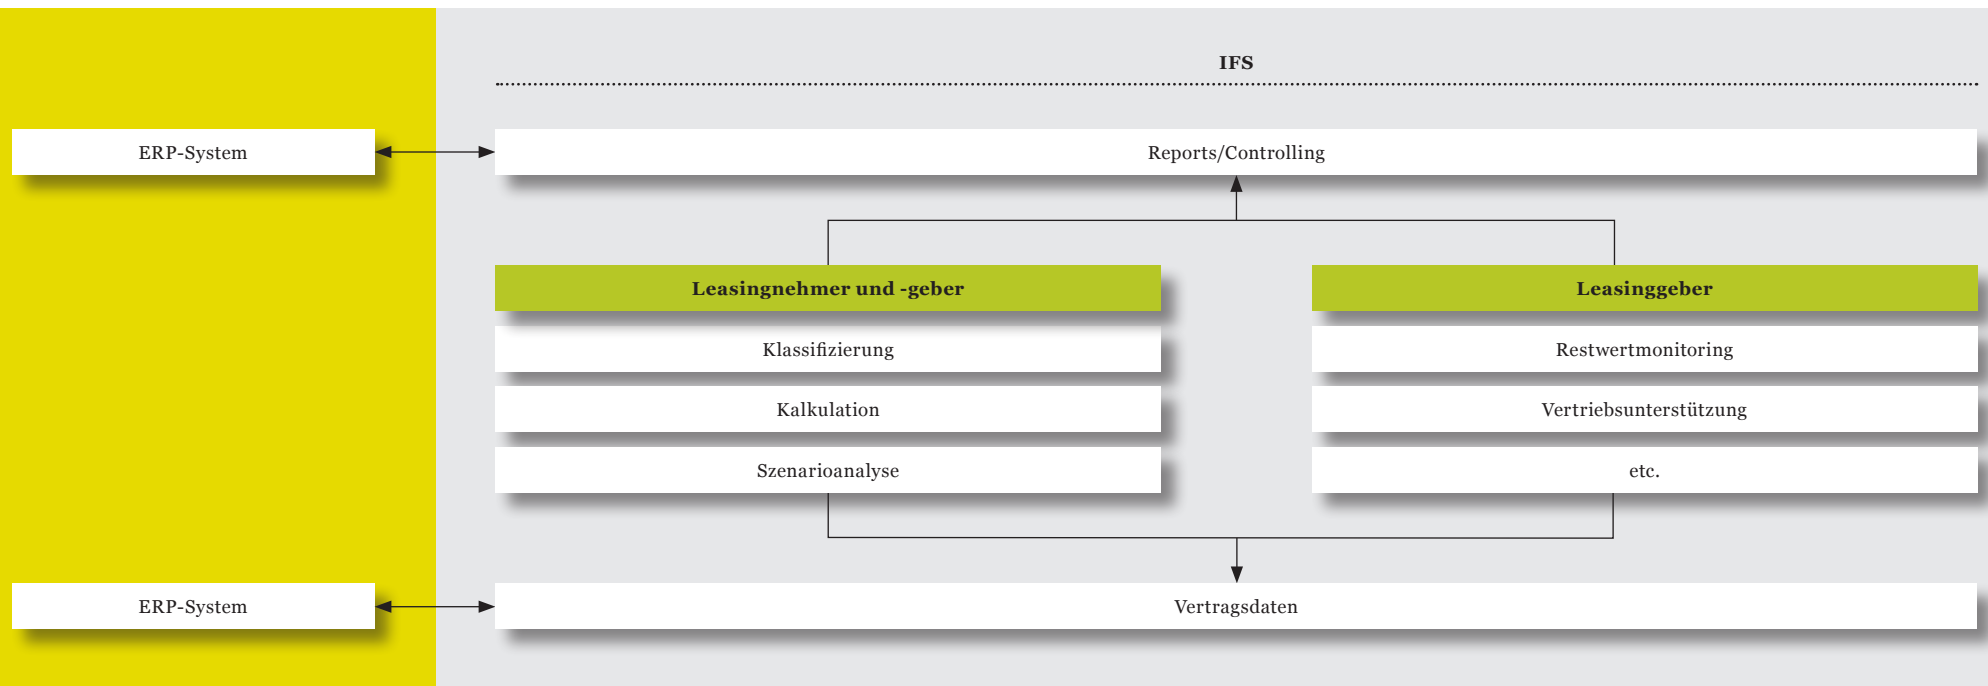 IFS
ERP-System
Reports/Controlling
Leasingnehmer und -geber
Leasinggeber
Klassifizierung
Restwertmonitoring
Kalkulation
Vertriebsunterstützung
Szenarioanalyse
etc.
ERP-System
Vertragsdaten